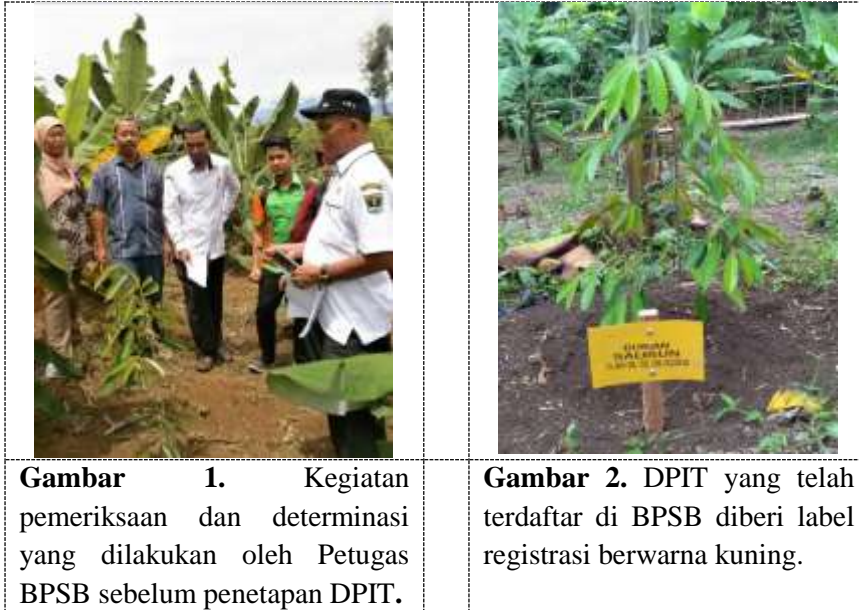 DURIAN
Gambar 1. Kegiatan
pemeriksaan dan determinasi
yang dilakukan oleh Petugas
BPSB sebelum penetapan DPIT.
Gambar 2. DPIT yang telah
terdaftar di BPSB diberi label
registrasi berwarna kuning.